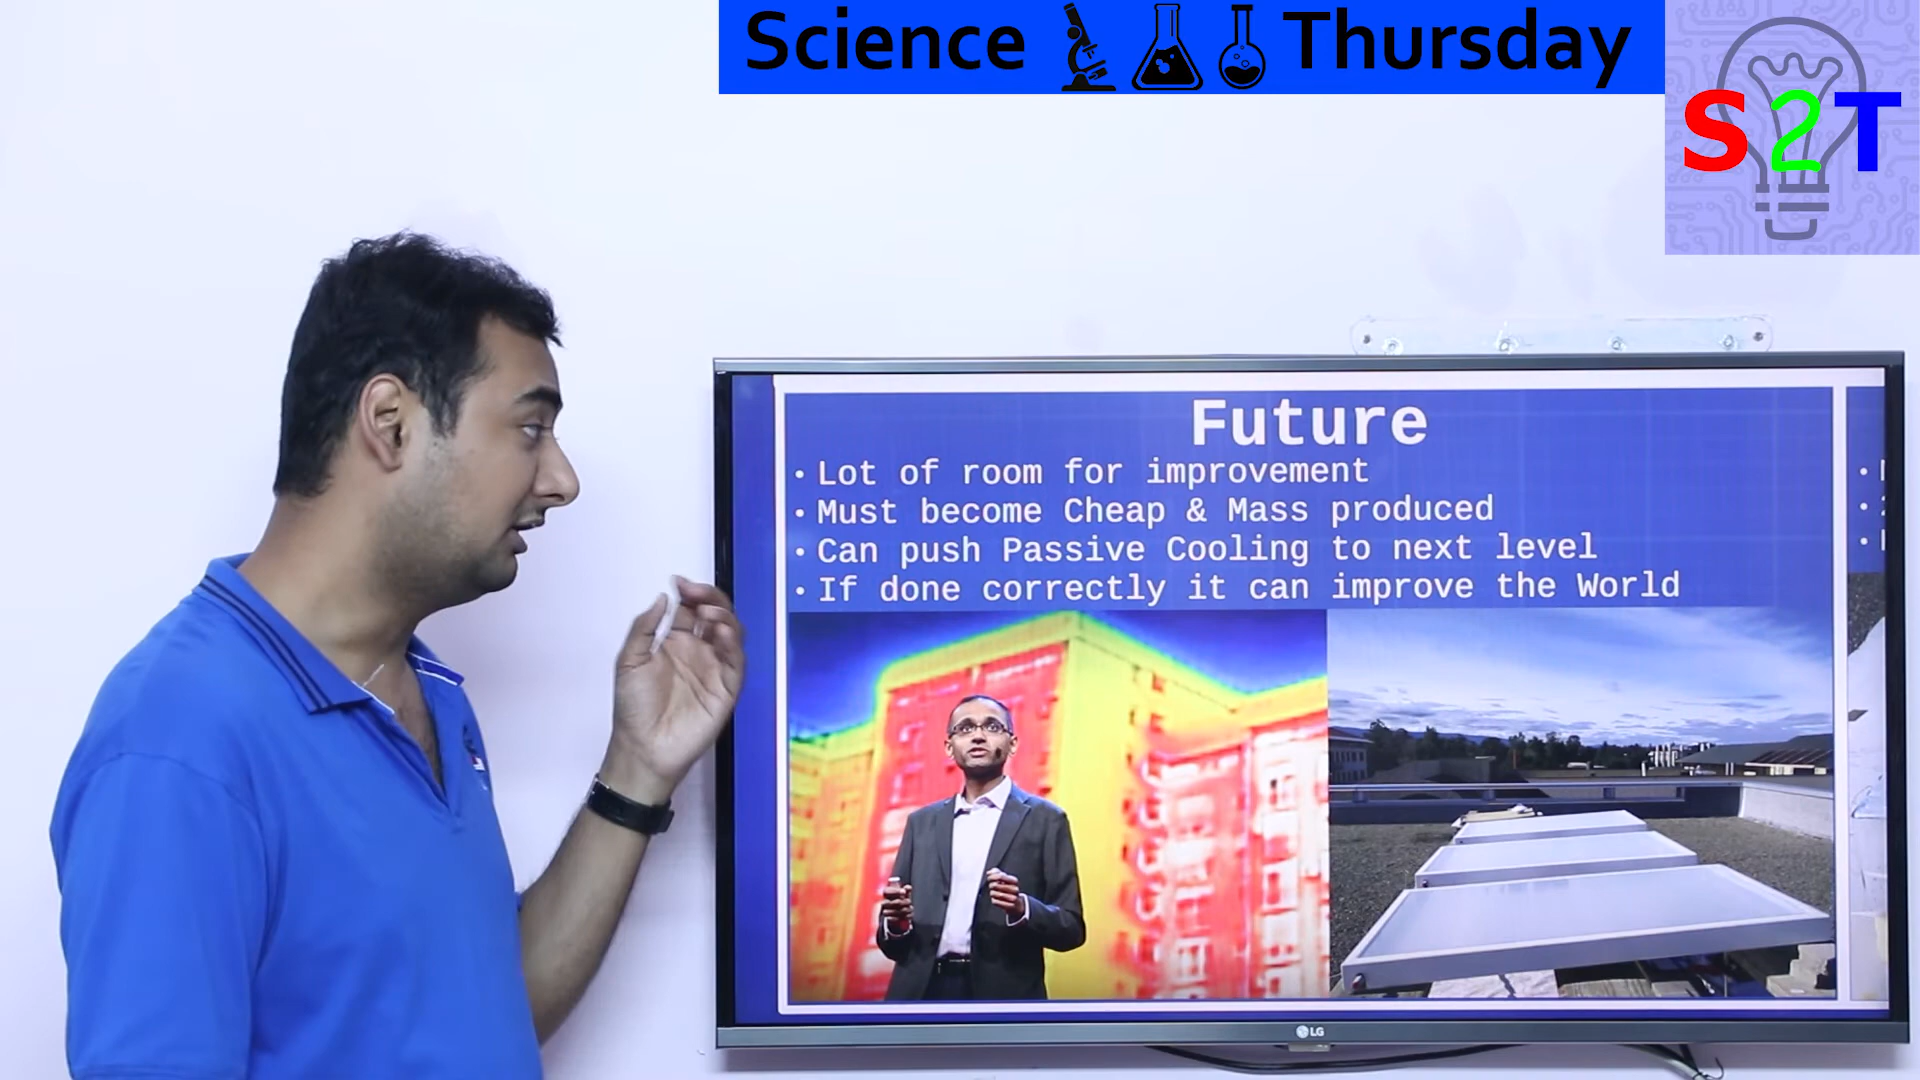 Science Thursday
S2T
Future
• Lot of room for improvement
• Must become Cheap & Mass produced
• Can push Passive Cooling to next level
• If done correctly it can improve the World
LG